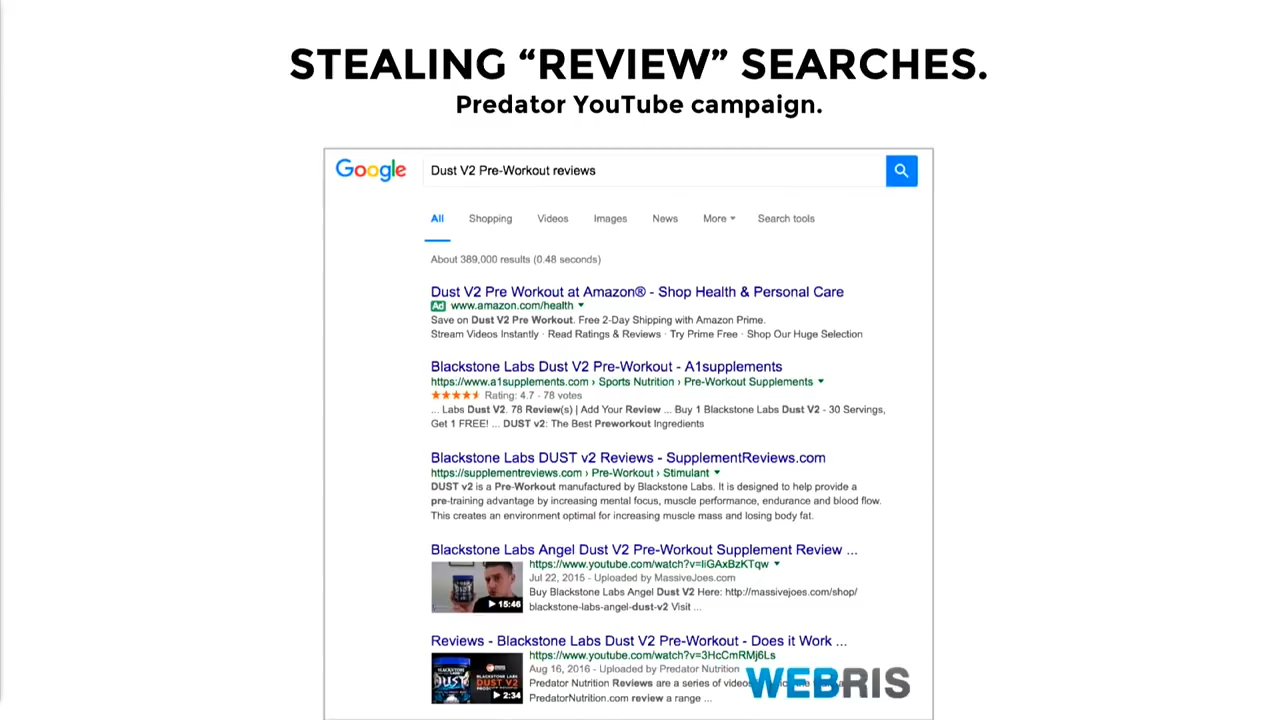 STEALING “REVIEW” SEARCHES.
Predator YouTube campaign.
Google
Dust V2 Pre-Workout reviews
All Shopping Videos Images News More Search tools
About 389,000 results (0.48 seconds)
Dust V2 Pre Workout at Amazon® - Shop Health & Personal Care
Ad www.amazon.com/health
Save on Dust V2 Pre Workout. Free 2-Day Shipping with Amazon Prime.
Stream Videos Instantly · Read Ratings & Reviews · Try Prime Free · Shop Our Huge Selection
Blackstone Labs Dust V2 Pre-Workout - A1supplements
https://www.a1supplements.com › Sports Nutrition › Pre-Workout Supplements
Rating: 4.7 - 78 votes
... Labs Dust V2. 78 Review(s) | Add Your Review ... Buy 1 Blackstone Labs Dust V2 - 30 Servings,
Get 1 FREE! ... DUST v2: The Best Preworkout Ingredients
Blackstone Labs DUST v2 Reviews - SupplementReviews.com
https://supplementreviews.com › Pre-Workout › Stimulant
DUST v2 is a Pre-Workout manufactured by Blackstone Labs. It is designed to help provide a
pre-training advantage by increasing mental focus, muscle performance, endurance and blood flow.
This creates an environment optimal for increasing muscle mass and losing body fat.
Blackstone Labs Angel Dust V2 Pre-Workout Supplement Review ...
https://www.youtube.com/watch?v=liGAxBzKTqw
Jul 22, 2015 - Uploaded by MassiveJoes.com
Buy Blackstone Labs Angel Dust V2 Here: http://massivejoes.com/shop/
blackstone-labs-angel-dust-v2 Visit ...
15:46
Reviews - Blackstone Labs Dust V2 Pre-Workout - Does it Work ...
https://www.youtube.com/watch?v=3HcCmRMj6Ls
Aug 16, 2016 - Uploaded by Predator Nutrition
Predator Nutrition Reviews are a series of videos
PredatorNutrition.com review a range ...
BLACKSTONE LABS
DUST V2
2:34
DUST
WEBRIS